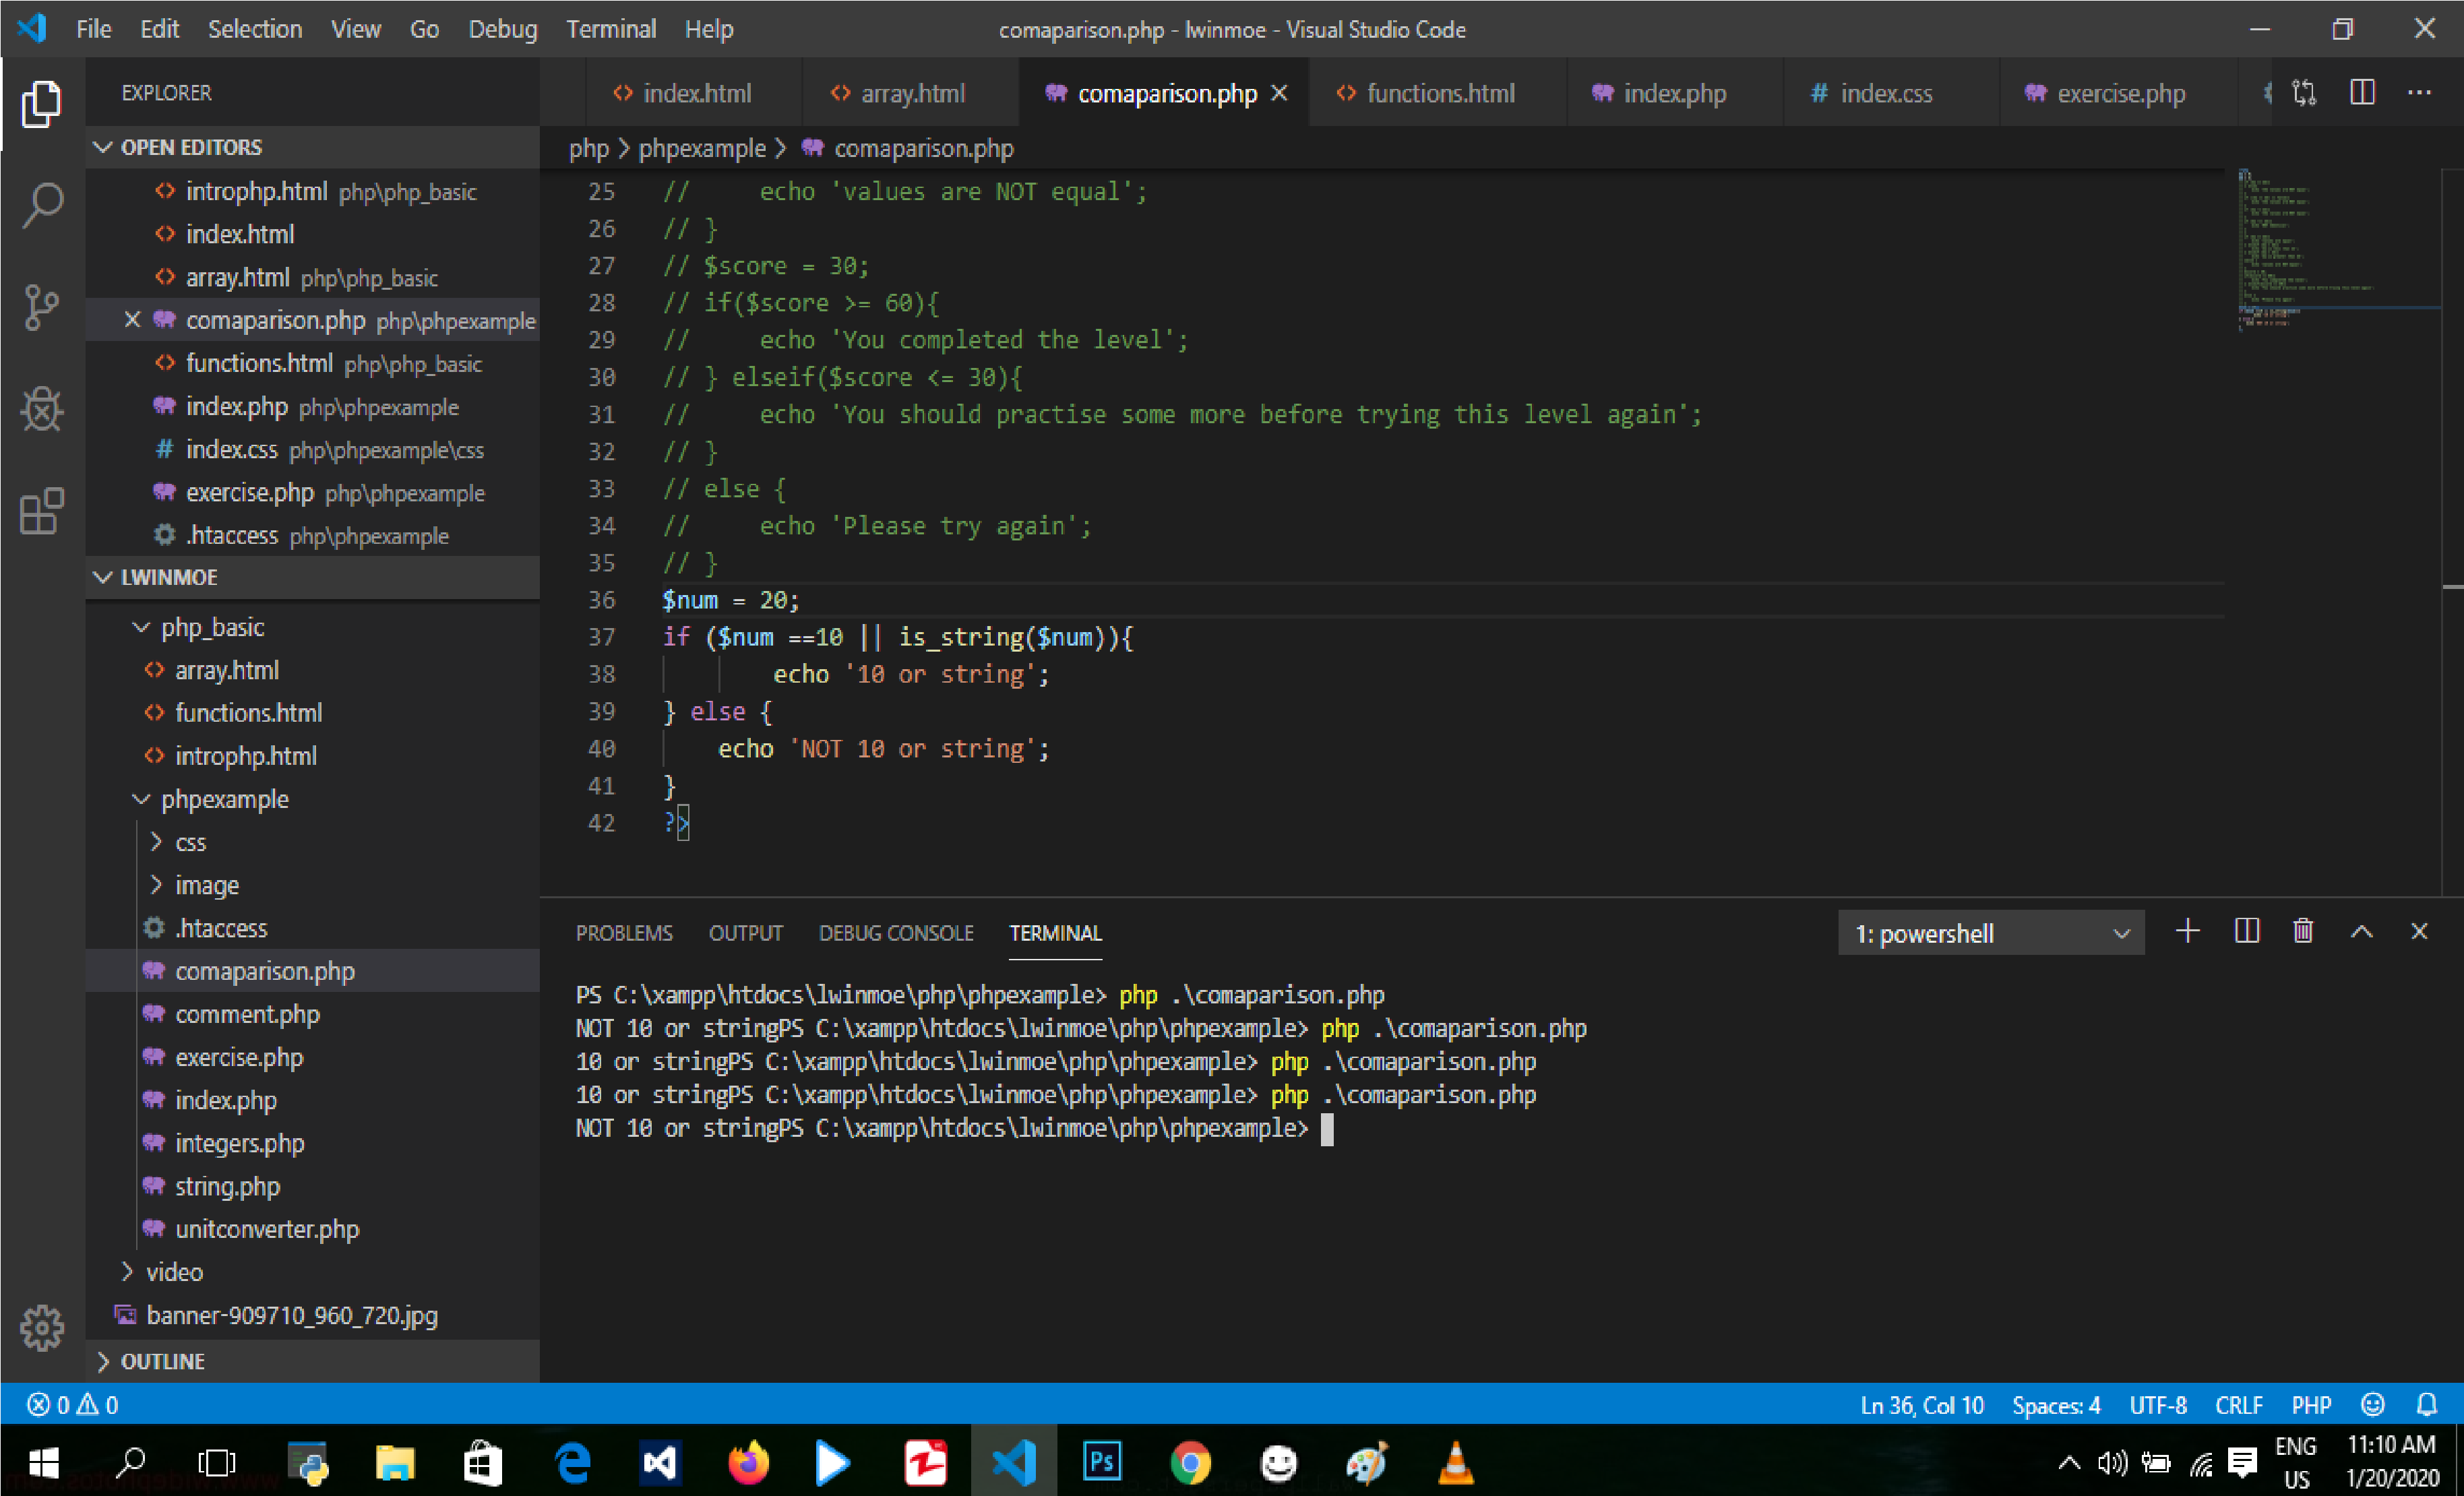 File Edit Selection View Go Debug Terminal Help
comaparison.php - lwinmoe - Visual Studio Code
EXPLORER
OPEN EDITORS
introphp.html php\php_basic
index.html
array.html php\php_basic
comaparison.php php\phpexample
functions.html php\php_basic
index.php php\phpexample
index.css php\phpexample\css
exercise.php php\phpexample
.htaccess php\phpexample
LWINMOE
php_basic
array.html
functions.html
introphp.html
phpexample
css
image
.htaccess
comaparison.php
comment.php
exercise.php
index.php
integers.php
string.php
unitconverter.php
video
banner-909710_960_720.jpg
OUTLINE
index.html array.html comaparison.php functions.html index.php # index.css exercise.php
php > phpexample > comaparison.php
25 //     echo 'values are NOT equal';
26 // }
27 // $score = 30;
28 // if($score >= 60){
29 //     echo 'You completed the level';
30 // } elseif($score <= 30){
31 //     echo 'You should practise some more before trying this level again';
32 // }
33 // else {
34 //     echo 'Please try again';
35 // }
36 $num = 20;
37 if ($num ==10 || is_string($num)){
38         echo '10 or string';
39 } else {
40     echo 'NOT 10 or string';
41 }
42 ?>
PROBLEMS OUTPUT DEBUG CONSOLE TERMINAL
1: powershell
PS C:\xampp\htdocs\lwinmoe\php\phpexample> php .\comaparison.php
NOT 10 or stringPS C:\xampp\htdocs\lwinmoe\php\phpexample> php .\comaparison.php
10 or stringPS C:\xampp\htdocs\lwinmoe\php\phpexample> php .\comaparison.php
10 or stringPS C:\xampp\htdocs\lwinmoe\php\phpexample> php .\comaparison.php
NOT 10 or stringPS C:\xampp\htdocs\lwinmoe\php\phpexample>
0 0
Ln 36, Col 10 Spaces: 4 UTF-8 CRLF PHP
Ps
ENG
US
11:10 AM
1/20/2020